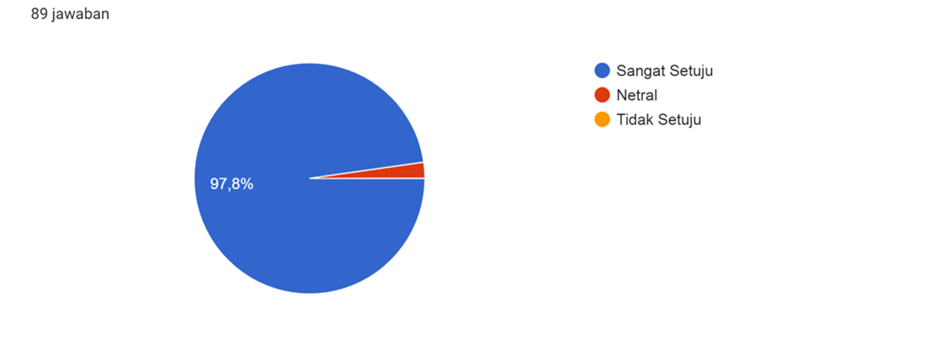 89 jawaban
Sangat Setuju
Netral
Tidak Setuju
97,8%